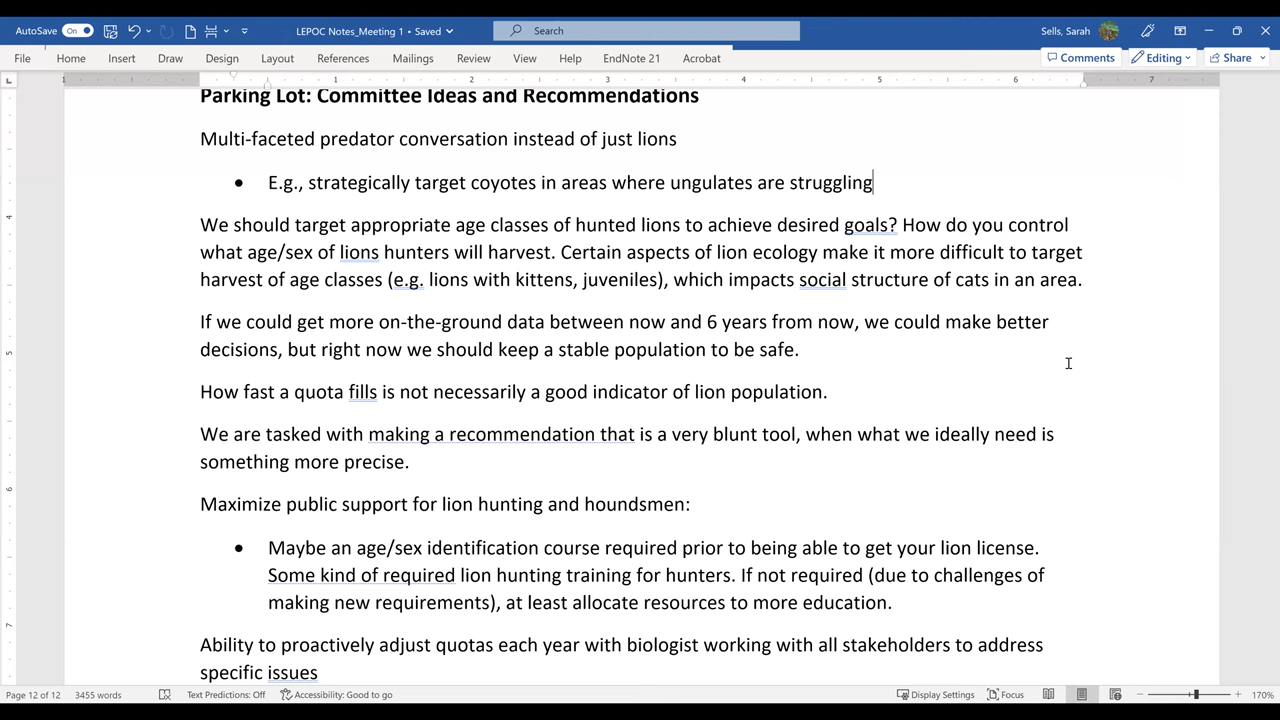 AutoSave On LEPOC Notes_Meeting 1 • Saved Search Sells, Sarah
File Home Insert Draw Design Layout References Mailings Review View Help EndNote 21 Acrobat Comments Editing Share
1 1 2 3 4 5 6 7
Parking Lot: Committee Ideas and Recommendations
Multi-faceted predator conversation instead of just lions
• E.g., strategically target coyotes in areas where ungulates are struggling
4
We should target appropriate age classes of hunted lions to achieve desired goals? How do you control
what age/sex of lions hunters will harvest. Certain aspects of lion ecology make it more difficult to target
harvest of age classes (e.g. lions with kittens, juveniles), which impacts social structure of cats in an area.
If we could get more on-the-ground data between now and 6 years from now, we could make better
5
decisions, but right now we should keep a stable population to be safe.
How fast a quota fills is not necessarily a good indicator of lion population.
We are tasked with making a recommendation that is a very blunt tool, when what we ideally need is
something more precise.
6
Maximize public support for lion hunting and houndsmen:
• Maybe an age/sex identification course required prior to being able to get your lion license.
Some kind of required lion hunting training for hunters. If not required (due to challenges of
making new requirements), at least allocate resources to more education.
7
Ability to proactively adjust quotas each year with biologist working with all stakeholders to address
specific issues
Page 12 of 12 3455 words Text Predictions: Off Accessibility: Good to go Display Settings Focus 170%